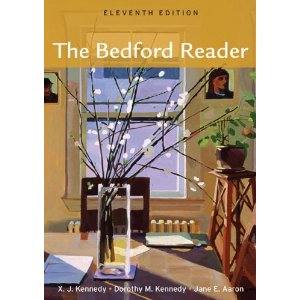 ELEVENTH EDITION
The Bedford Reader
X. J. Kennedy • Dorothy M. Kennedy • Jane E. Aaron